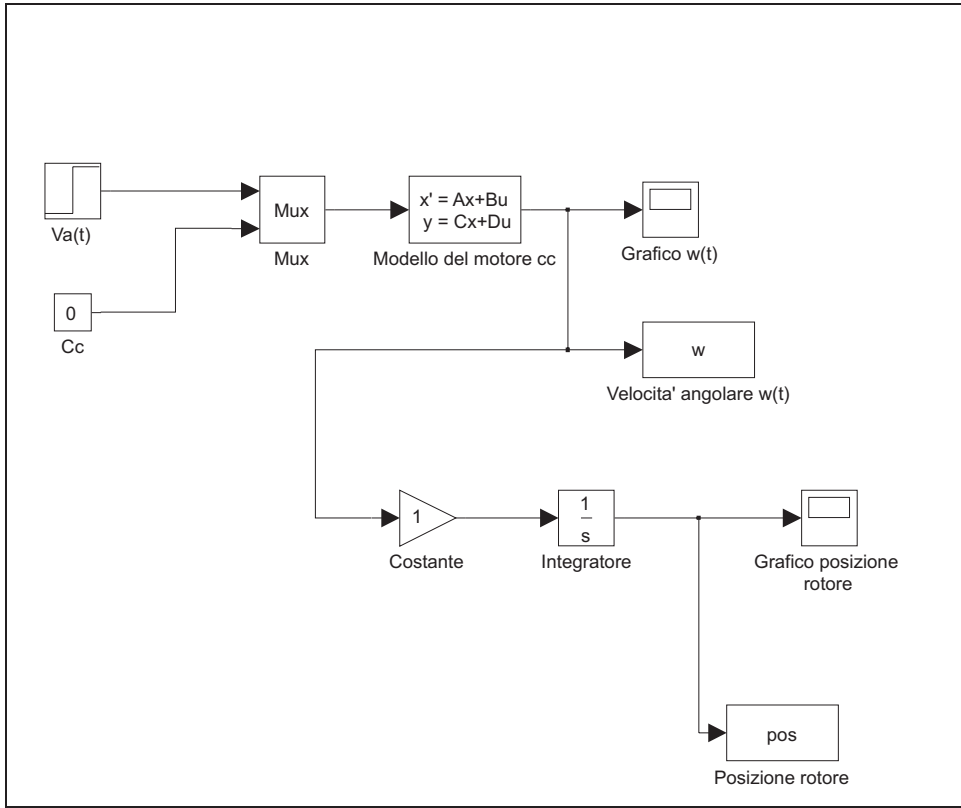 Va(t)
0
Cc
Mux
Mux
x' = Ax+Bu
y = Cx+Du
Modello del motore cc
Grafico w(t)
w
Velocita' angolare w(t)
1
Costante
1
s
Integratore
Grafico posizione
rotore
pos
Posizione rotore